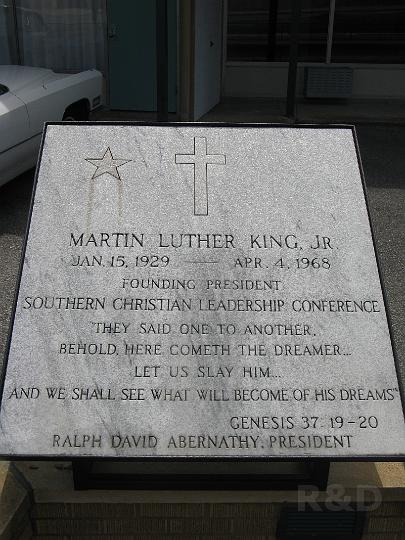 MARTIN LUTHER KING, JR.
JAN. 15, 1929 — APR. 4, 1968
FOUNDING PRESIDENT
SOUTHERN CHRISTIAN LEADERSHIP CONFERENCE
"THEY SAID ONE TO ANOTHER,
BEHOLD, HERE COMETH THE DREAMER...
LET US SLAY HIM...
AND WE SHALL SEE WHAT WILL BECOME OF HIS DREAMS"
GENESIS 37: 19-20
RALPH DAVID ABERNATHY, PRESIDENT
R&D